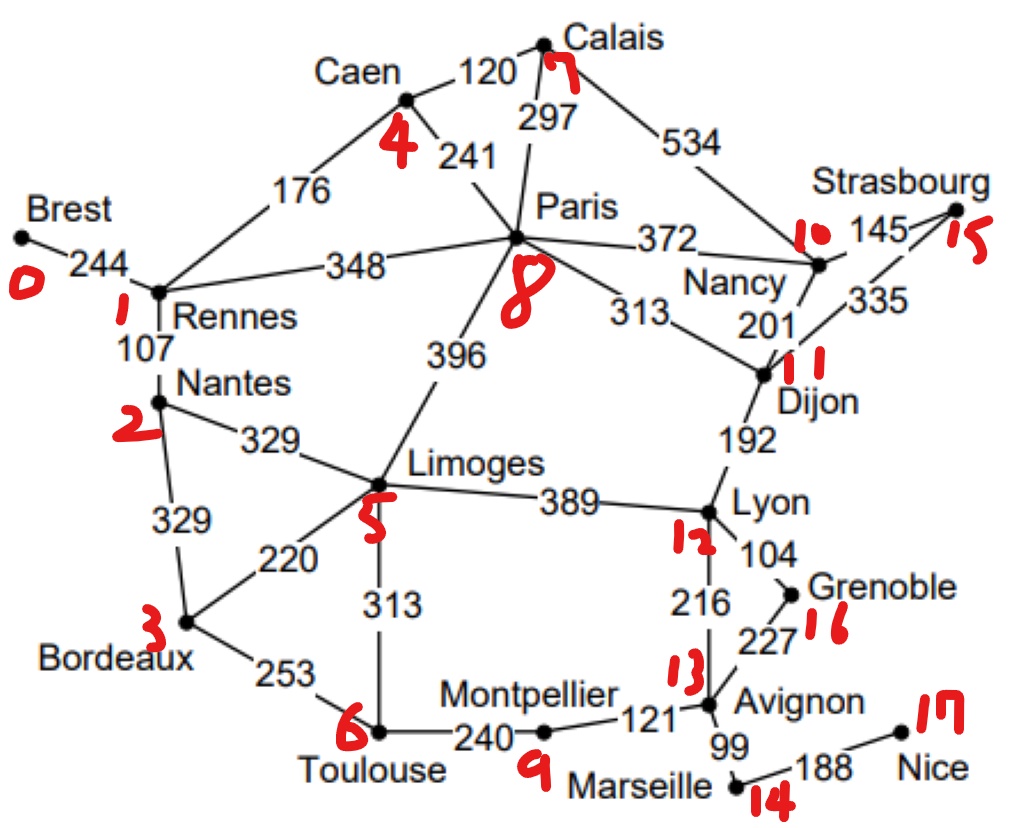 Calais
7
Caen
120
4
297
241
534
Strasbourg
15
176
Brest
0
Paris
8
372
10
145
244
348
Nancy
1
Rennes
313
201
335
107
396
11
Nantes
2
Dijon
329
Limoges
5
192
389
Lyon
12
329
220
104
313
216
Grenoble
16
3
Bordeaux
253
227
13
Montpellier
Avignon
17
6
121
Toulouse
240
9
99
Marseille
14
188
Nice